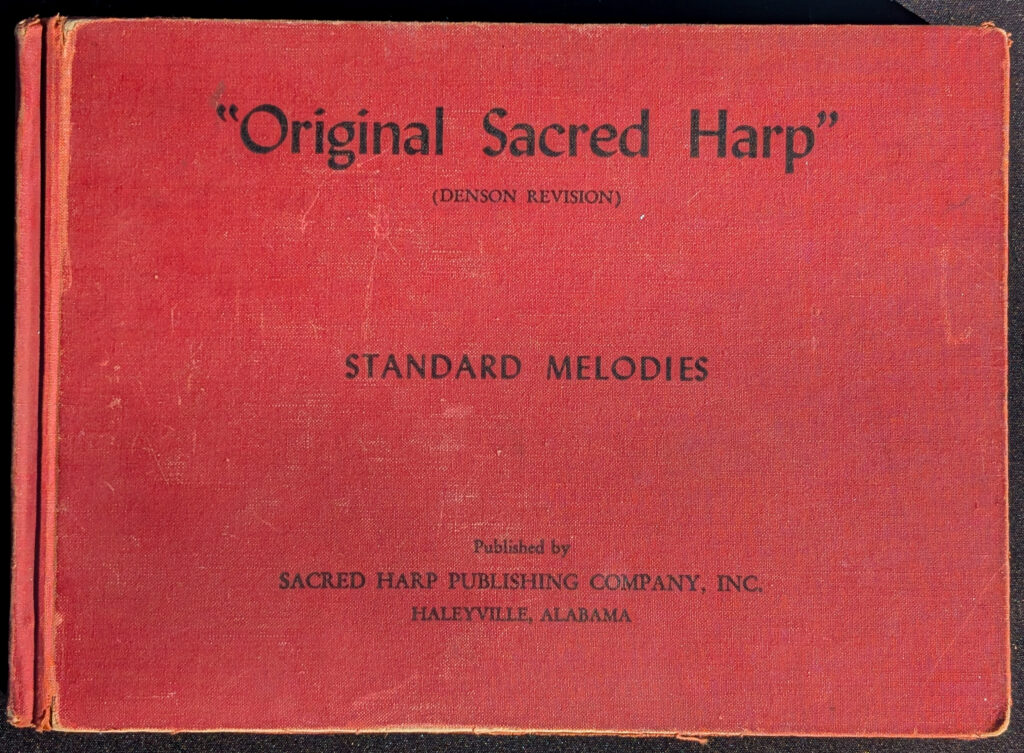 “Original Sacred Harp”
(DENSON REVISION)
STANDARD MELODIES
Published by
SACRED HARP PUBLISHING COMPANY, INC.
HALEYVILLE, ALABAMA